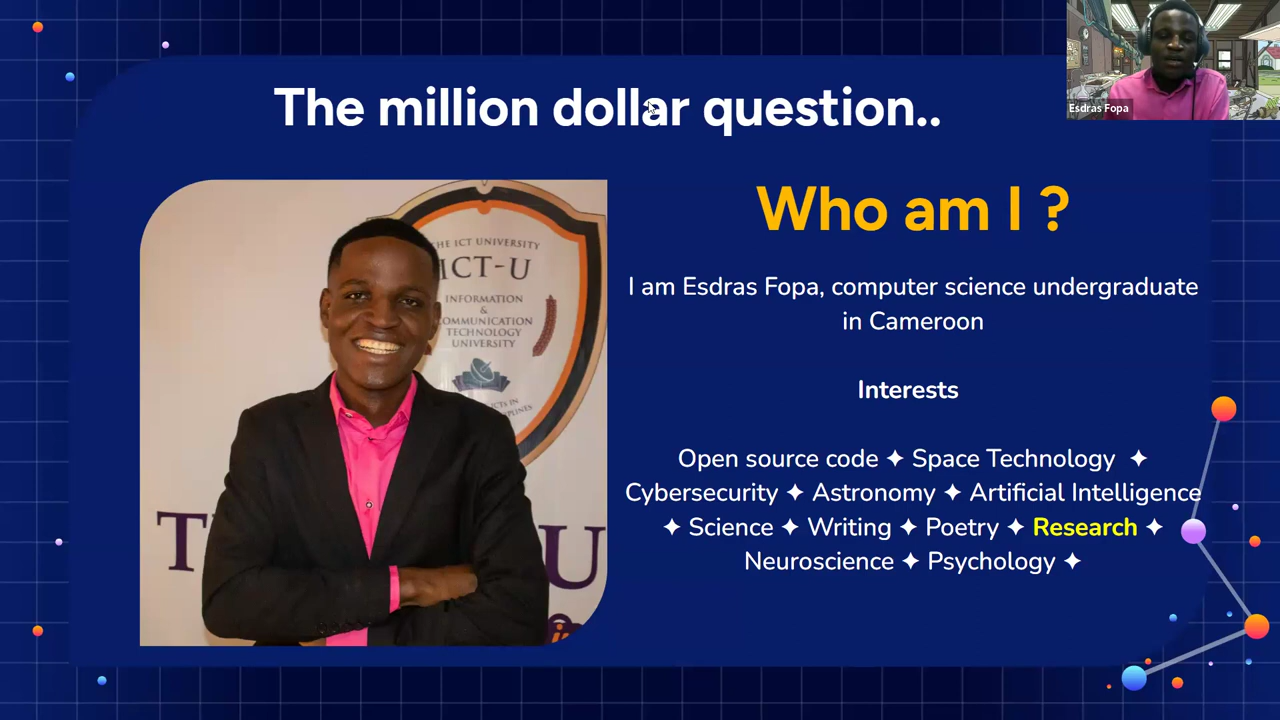 The million dollar question..
Esdras Fopa
Who am I ?
I am Esdras Fopa, computer science undergraduate
in Cameroon
Interests
Open source code ✦ Space Technology ✦
Cybersecurity ✦ Astronomy ✦ Artificial Intelligence
✦ Science ✦ Writing ✦ Poetry ✦ Research ✦
Neuroscience ✦ Psychology ✦
THE ICT UNIVERSITY
ICT-U
INFORMATION
&
COMMUNICATION
TECHNOLOGY
UNIVERSITY
T
U